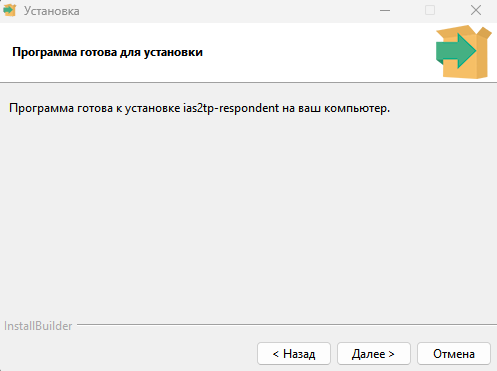 Установка
Программа готова для установки
Программа готова к установке ias2tp-respondent на ваш компьютер.
InstallBuilder
< Назад
Далее >
Отмена